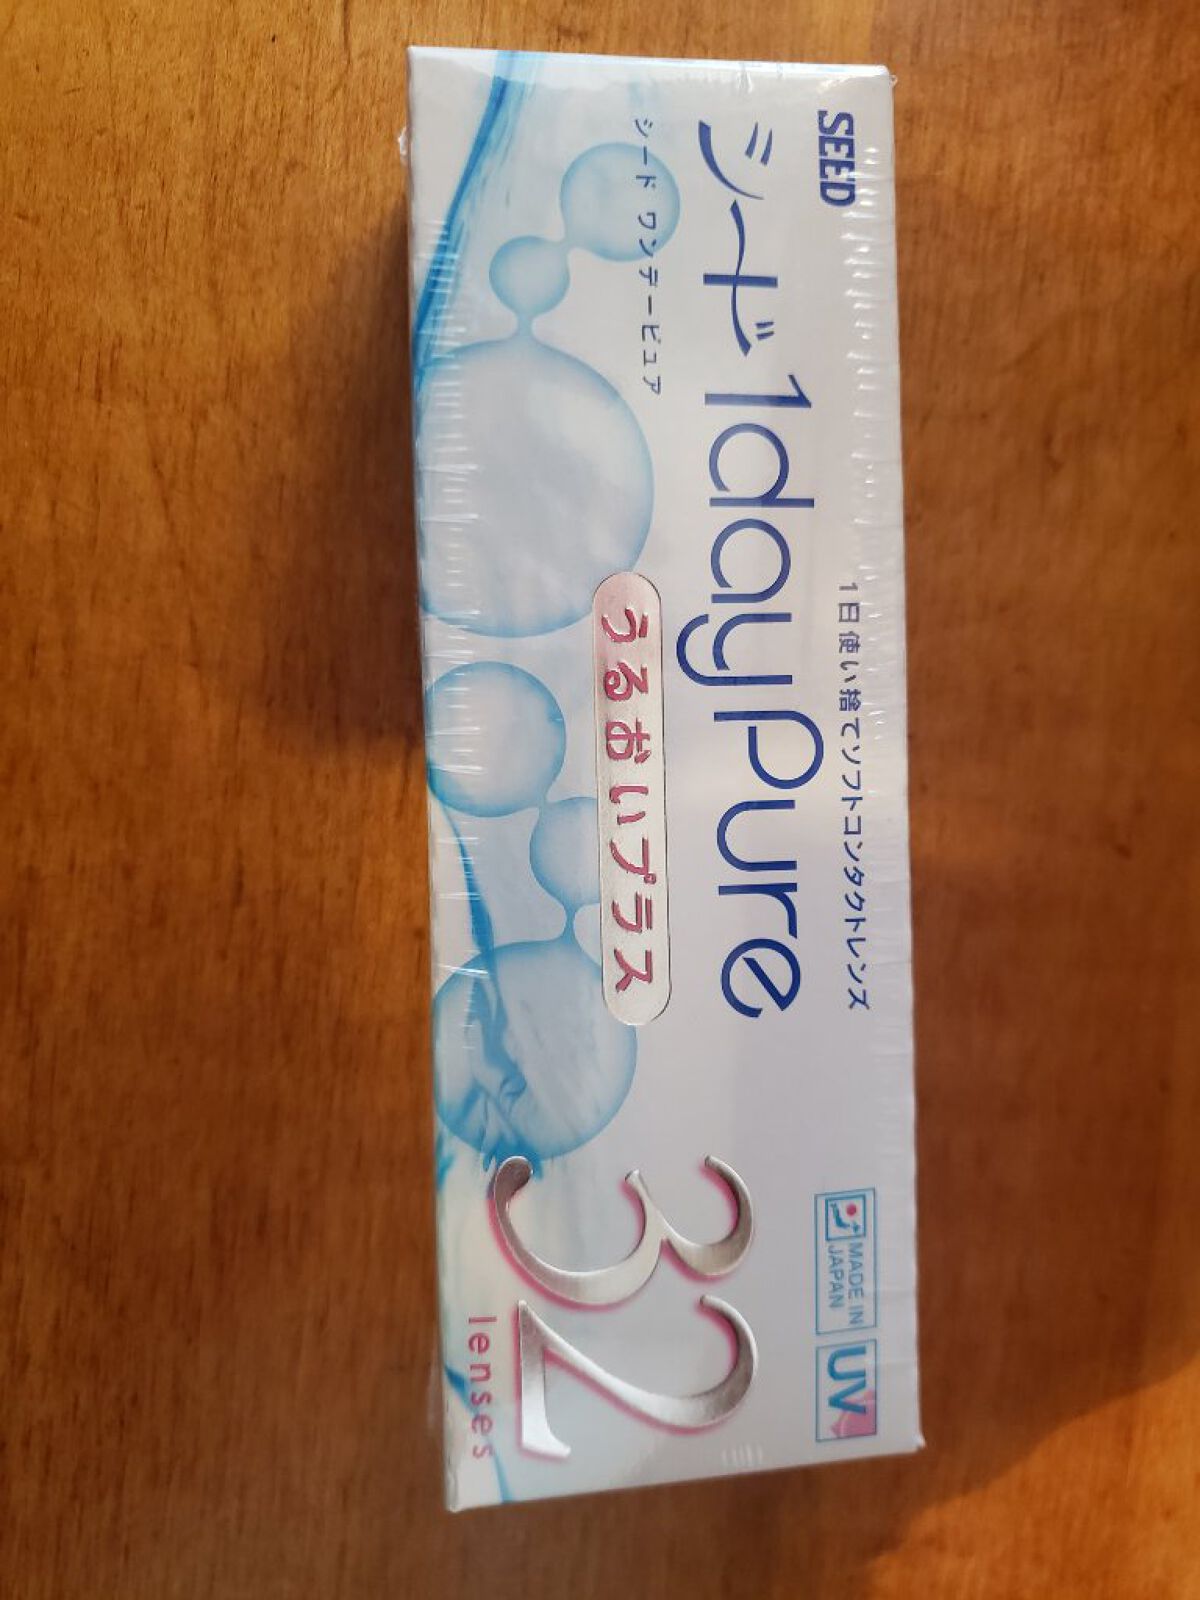 SEED
1日使い捨てソフトコンタクトレンズ
MADE IN
JAPAN
UV
シード 1dayPure
シード ワンデーピュア
うるおいプラス
32
lenses